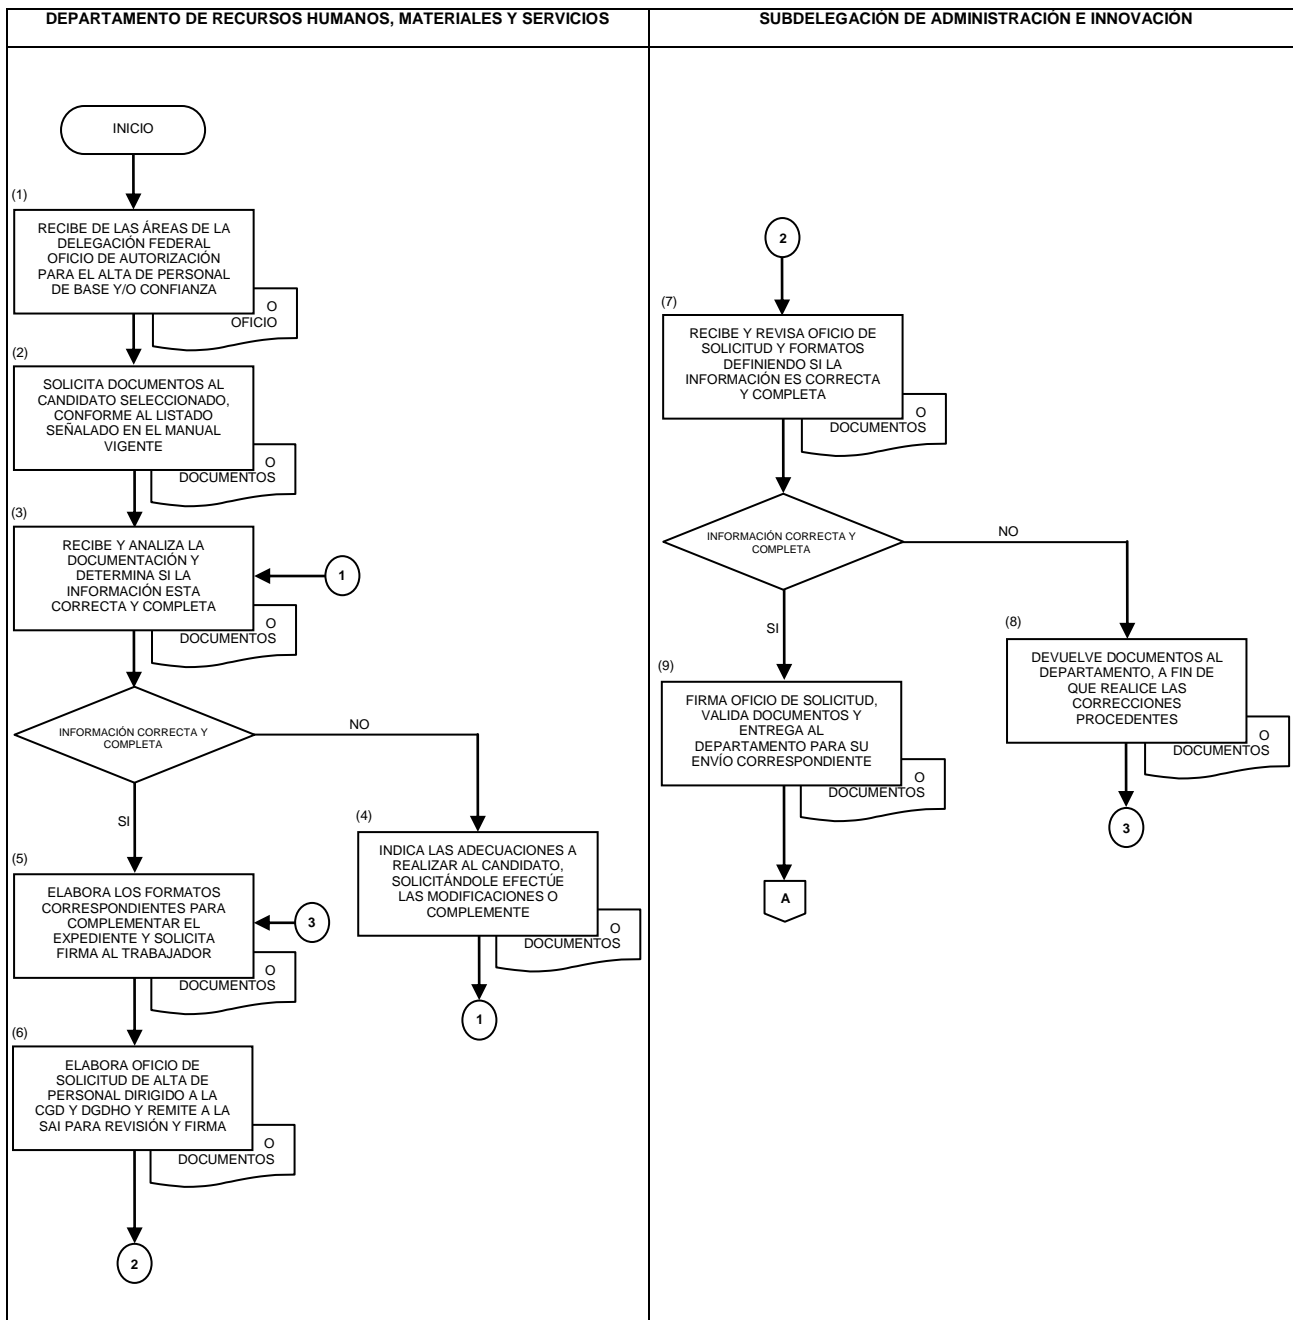 DEPARTAMENTO DE RECURSOS HUMANOS, MATERIALES Y SERVICIOS
INICIO
(1)
RECIBE DE LAS ÁREAS DE LA
DELEGACIÓN FEDERAL
OFICIO DE AUTORIZACIÓN
PARA EL ALTA DE PERSONAL
DE BASE Y/O CONFIANZA
O
OFICIO
(2)
SOLICITA DOCUMENTOS AL
CANDIDATO SELECCIONADO,
CONFORME AL LISTADO
SEÑALADO EN EL MANUAL
VIGENTE
O
DOCUMENTOS
(3)
RECIBE Y ANALIZA LA
DOCUMENTACIÓN Y
DETERMINA SI LA
INFORMACIÓN ESTA
CORRECTA Y COMPLETA
1
O
DOCUMENTOS
INFORMACIÓN CORRECTA Y
COMPLETA
NO
SI
(4)
INDICA LAS ADECUACIONES A
REALIZAR AL CANDIDATO,
SOLICITÁNDOLE EFECTÚE
LAS MODIFICACIONES O
COMPLEMENTE
O
DOCUMENTOS
1
(5)
ELABORA LOS FORMATOS
CORRESPONDIENTES PARA
COMPLEMENTAR EL
EXPEDIENTE Y SOLICITA
FIRMA AL TRABAJADOR
3
O
DOCUMENTOS
(6)
ELABORA OFICIO DE
SOLICITUD DE ALTA DE
PERSONAL DIRIGIDO A LA
CGD Y DGDHO Y REMITE A LA
SAI PARA REVISIÓN Y FIRMA
O
DOCUMENTOS
2
SUBDELEGACIÓN DE ADMINISTRACIÓN E INNOVACIÓN
2
(7)
RECIBE Y REVISA OFICIO DE
SOLICITUD Y FORMATOS
DEFINIENDO SI LA
INFORMACIÓN ES CORRECTA
Y COMPLETA
O
DOCUMENTOS
INFORMACIÓN CORRECTA Y
COMPLETA
NO
SI
(8)
DEVUELVE DOCUMENTOS AL
DEPARTAMENTO, A FIN DE
QUE REALICE LAS
CORRECCIONES
PROCEDENTES
O
DOCUMENTOS
3
(9)
FIRMA OFICIO DE SOLICITUD,
VALIDA DOCUMENTOS Y
ENTREGA AL
DEPARTAMENTO PARA SU
ENVÍO CORRESPONDIENTE
O
DOCUMENTOS
A